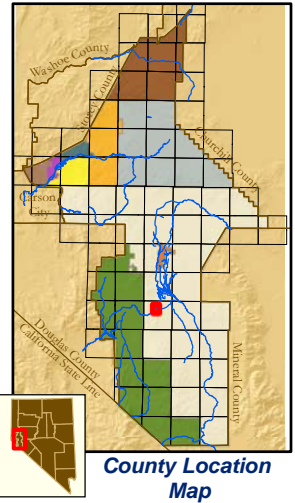 Washoe County
Storey County
Churchill County
Carson
City
Douglas County
California State Line
Mineral County
County Location
Map